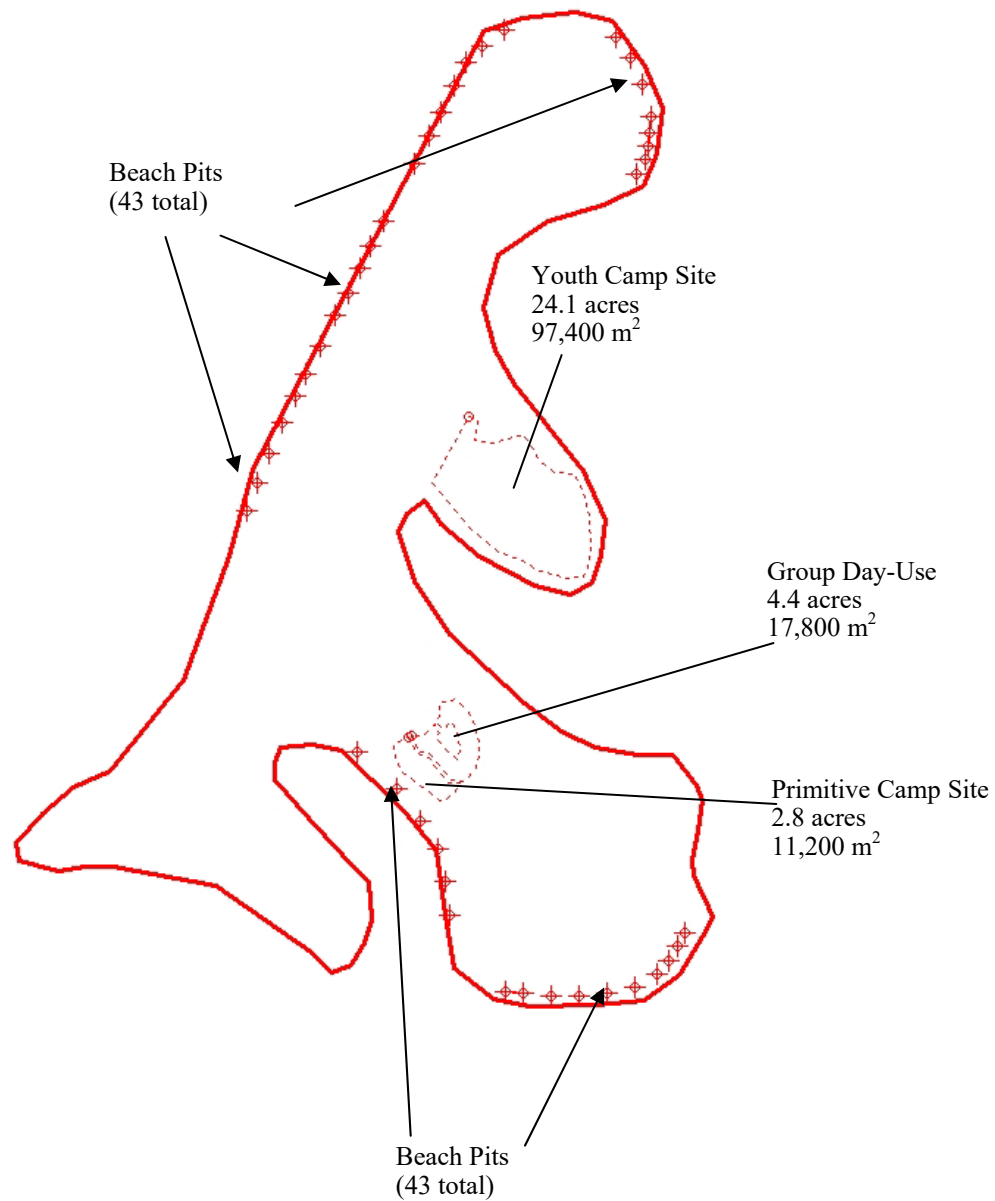 Beach Pits
(43 total)
Youth Camp Site
24.1 acres
97,400 m²
Group Day-Use
4.4 acres
17,800 m²
Primitive Camp Site
2.8 acres
11,200 m²
Beach Pits
(43 total)